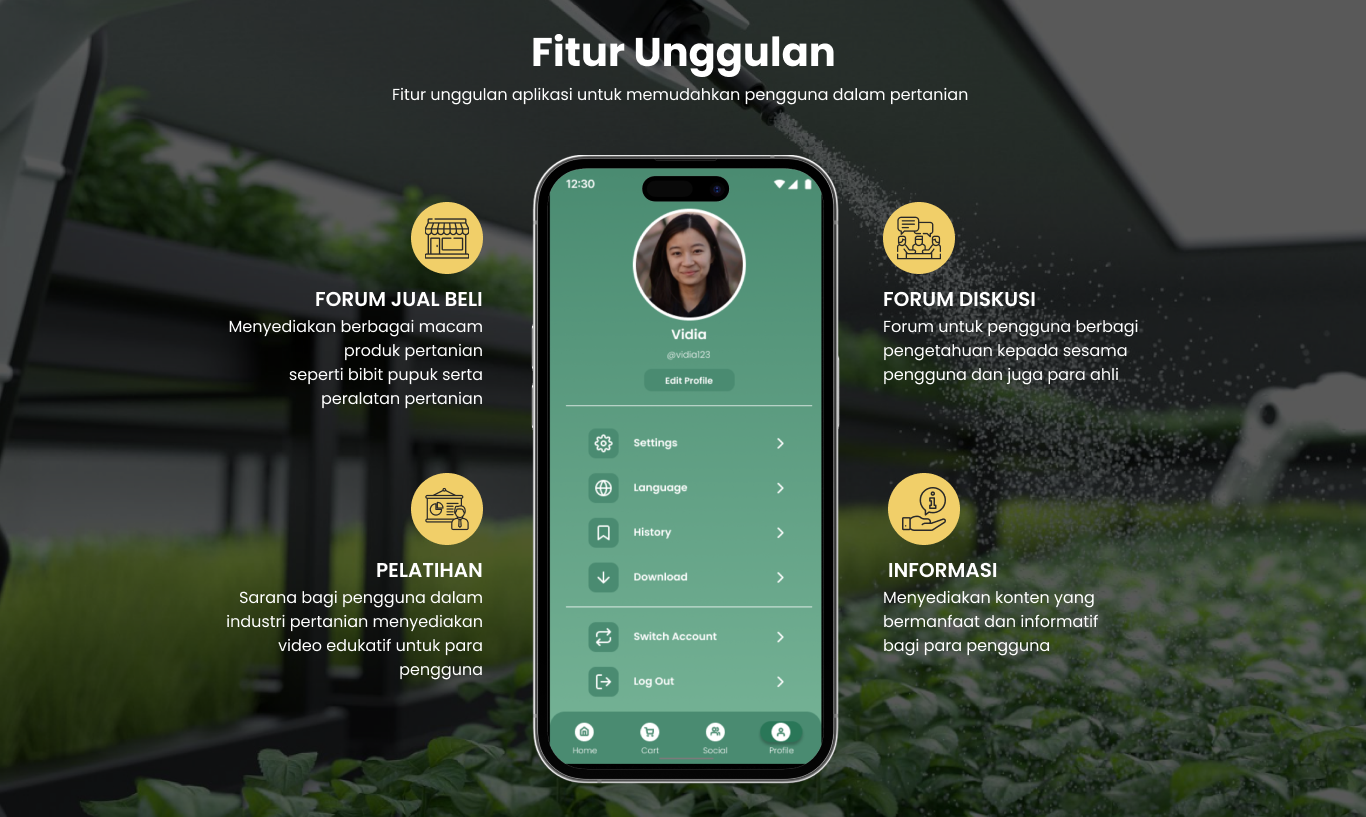 Fitur Unggulan
Fitur unggulan aplikasi untuk memudahkan pengguna dalam pertanian
FORUM JUAL BELI
Menyediakan berbagai macam
produk pertanian
seperti bibit pupuk serta
peralatan pertanian
PELATIHAN
Sarana bagi pengguna dalam
industri pertanian menyediakan
video edukatif untuk para
pengguna
12:30
Vidia
@vidia123
Edit Profile
Settings
Language
History
Download
Switch Account
Log Out
Home Cart Social Profile
FORUM DISKUSI
Forum untuk pengguna berbagi
pengetahuan kepada sesama
pengguna dan juga para ahli
INFORMASI
Menyediakan konten yang
bermanfaat dan informatif
bagi para pengguna